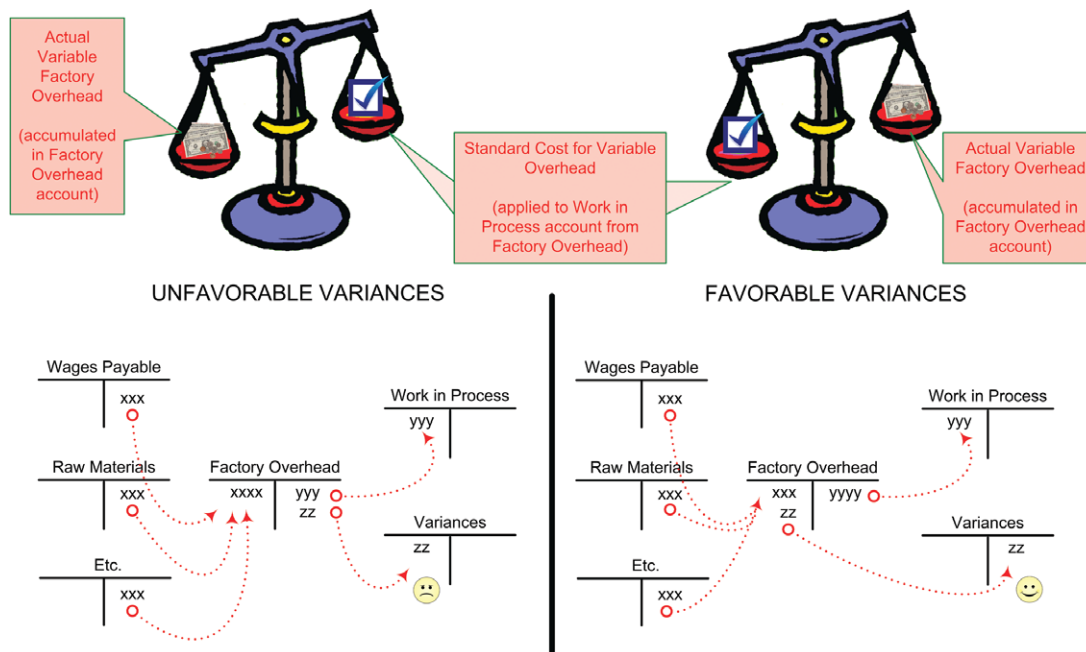 Actual
Variable
Factory
Overhead
(accumulated
in Factory
Overhead
account)
Standard Cost for Variable
Overhead
(applied to Work in
Process account from
Factory Overhead)
Actual Variable
Factory Overhead
(accumulated in
Factory Overhead
account)
UNFAVORABLE VARIANCES
Wages Payable
xxx
Raw Materials
xxx
Etc.
xxx
Factory Overhead
xxxx yyy
zz
Work in Process
yyy
Variances
zz
FAVORABLE VARIANCES
Wages Payable
xxx
Raw Materials
xxx
Etc.
xxx
Factory Overhead
xxx yyyy
zz
Work in Process
yyy
Variances
zz